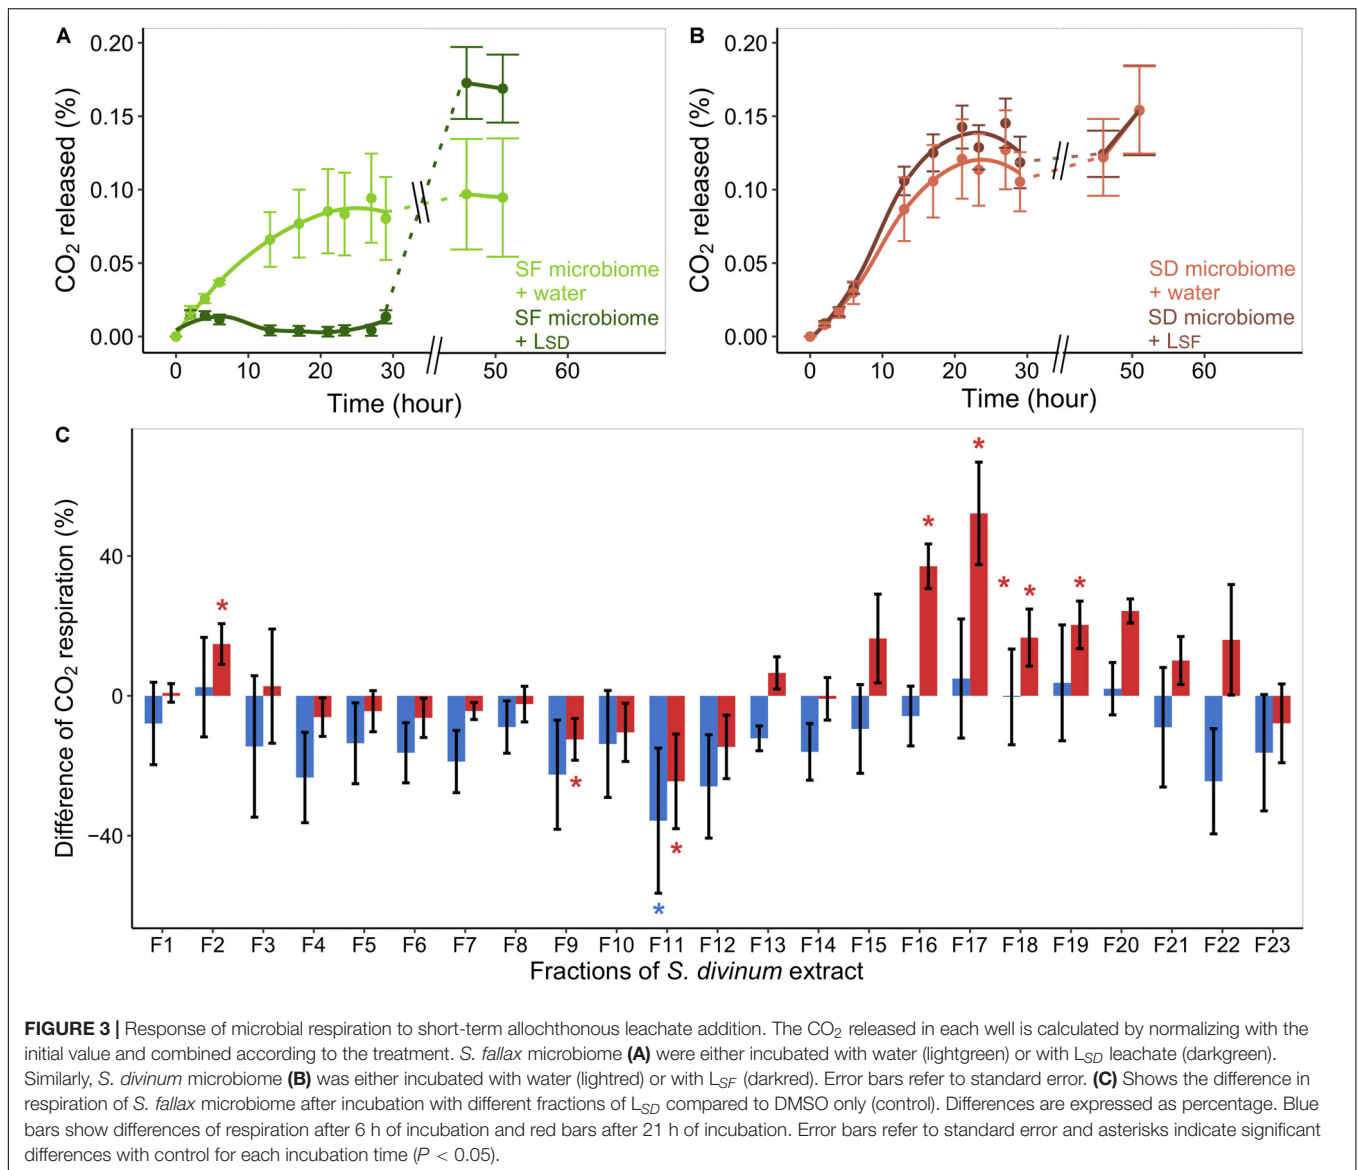 A
0.20
0.15
0.10
0.05
0.00
CO2 released (%)
SF microbiome
+ water
SF microbiome
+ LSD
0 10 20 30 50 60
Time (hour)
B
0.20
0.15
0.10
0.05
0.00
CO2 released (%)
SD microbiome
+ water
SD microbiome
+ LSF
0 10 20 30 50 60
Time (hour)
C
Différence of CO2 respiration (%)
40
0
−40
* * * * * * * * *
F1 F2 F3 F4 F5 F6 F7 F8 F9 F10 F11 F12 F13 F14 F15 F16 F17 F18 F19 F20 F21 F22 F23
Fractions of S. divinum extract
FIGURE 3 | Response of microbial respiration to short-term allochthonous leachate addition. The CO2 released in each well is calculated by normalizing with the
initial value and combined according to the treatment. S. fallax microbiome (A) were either incubated with water (lightgreen) or with LSD leachate (darkgreen).
Similarly, S. divinum microbiome (B) was either incubated with water (lightred) or with LSF (darkred). Error bars refer to standard error. (C) Shows the difference in
respiration of S. fallax microbiome after incubation with different fractions of LSD compared to DMSO only (control). Differences are expressed as percentage. Blue
bars show differences of respiration after 6 h of incubation and red bars after 21 h of incubation. Error bars refer to standard error and asterisks indicate significant
differences with control for each incubation time (P < 0.05).